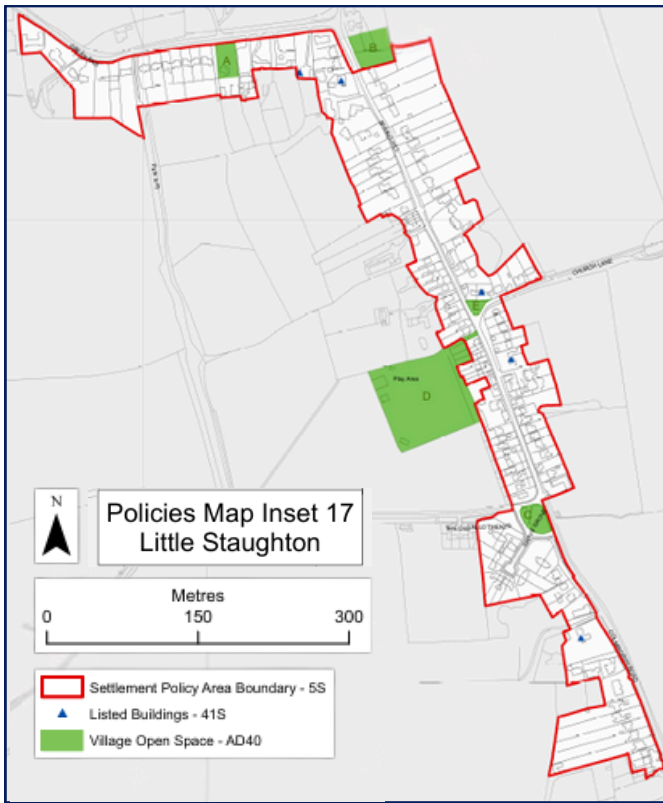 A
B
CHURCH LANE
E
Play Area
D
C
N
Policies Map Inset 17
Little Staughton
Metres
0 150 300
Settlement Policy Area Boundary - 5S
Listed Buildings - 41S
Village Open Space - AD40